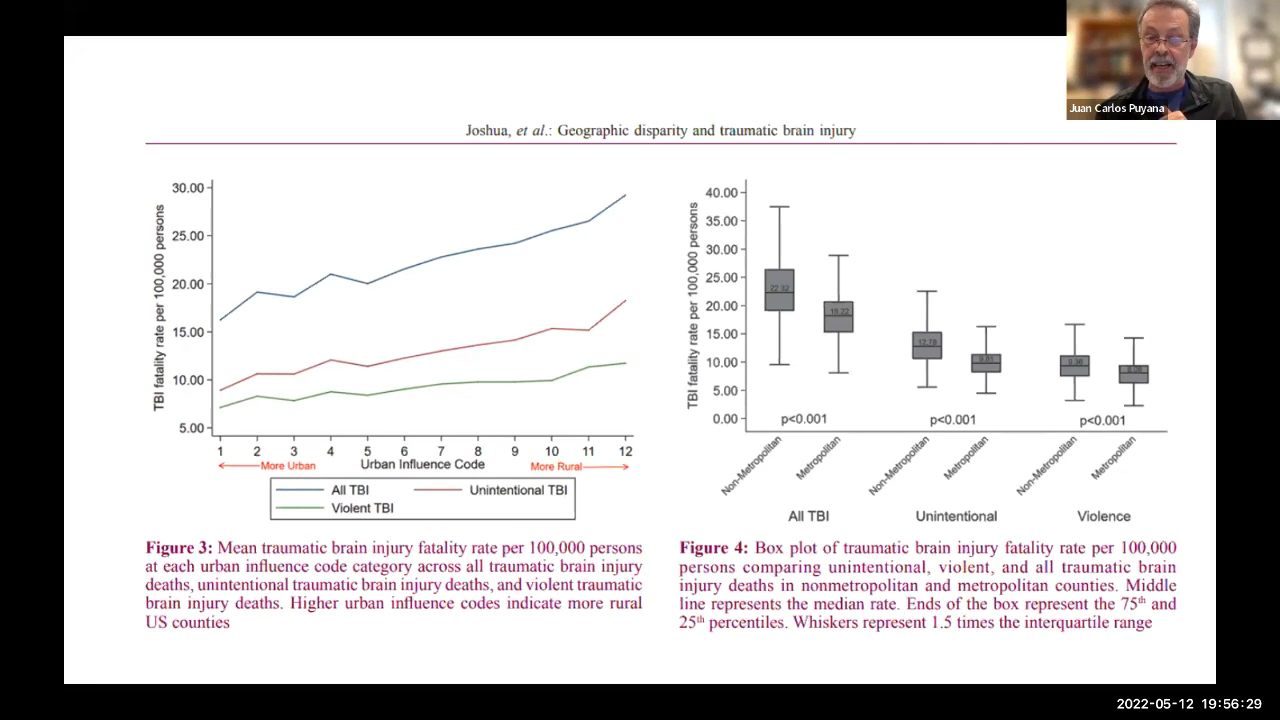 Juan Carlos Puyana
Joshua, et al.: Geographic disparity and traumatic brain injury
TBI fatality rate per 100,000 persons
30.00
25.00
20.00
15.00
10.00
5.00
1 2 3 4 5 6 7 8 9 10 11 12
More Urban
Urban Influence Code
More Rural
All TBI
Unintentional TBI
Violent TBI
Figure 3: Mean traumatic brain injury fatality rate per 100,000 persons
at each urban influence code category across all traumatic brain injury
deaths, unintentional traumatic brain injury deaths, and violent traumatic
brain injury deaths. Higher urban influence codes indicate more rural
US counties
TBI fatality rate per 100,000 persons
40.00
35.00
30.00
25.00
20.00
15.00
10.00
5.00
0.00
12.78
p<0.001
p<0.001
p<0.001
Non-Metropolitan
Metropolitan
Non-Metropolitan
Metropolitan
Non-Metropolitan
Metropolitan
All TBI
Unintentional
Violence
Figure 4: Box plot of traumatic brain injury fatality rate per 100,000
persons comparing unintentional, violent, and all traumatic brain
injury deaths in nonmetropolitan and metropolitan counties. Middle
line represents the median rate. Ends of the box represent the 75th and
25th percentiles. Whiskers represent 1.5 times the interquartile range
2022-05-12 19:56:29